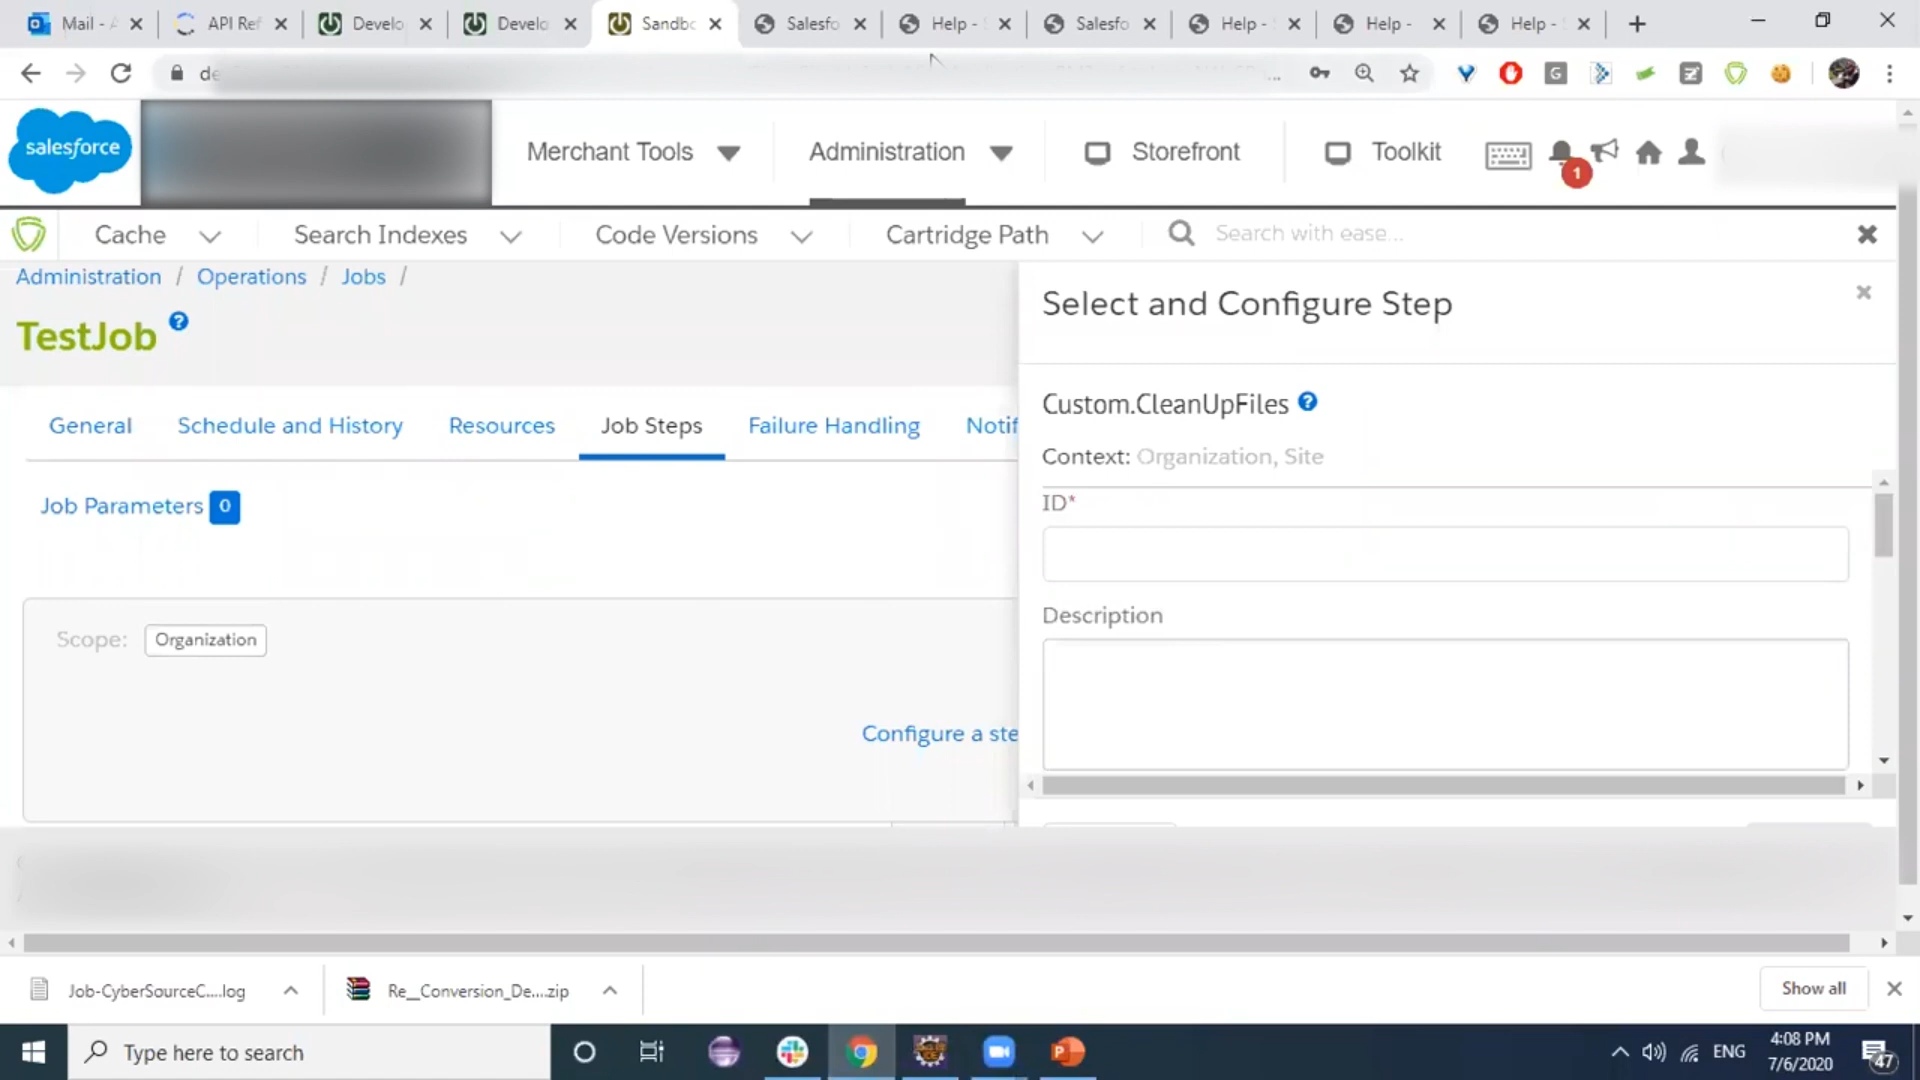 Mail - A
API Ref
Develo
Develo
Sandbo
Salesfo
Help -
Salesfo
Help -
Help -
Help -
de
...
salesforce
Merchant Tools
Administration
Storefront
Toolkit
1
Cache
Search Indexes
Code Versions
Cartridge Path
Search with ease...
Administration / Operations / Jobs /
TestJob
General
Schedule and History
Resources
Job Steps
Failure Handling
Notif
Job Parameters 0
Scope: Organization
Configure a ste
Select and Configure Step
Custom.CleanUpFiles
Context: Organization, Site
ID*
Description
Job-CyberSourceC....log
Re__Conversion_De....zip
Show all
Type here to search
ENG
4:08 PM
7/6/2020
47